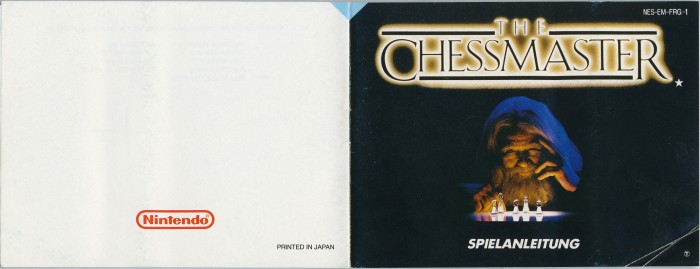 Nintendo
PRINTED IN JAPAN
NES-EM-FRG-1
THE
CHESSMASTER
SPIELANLEITUNG